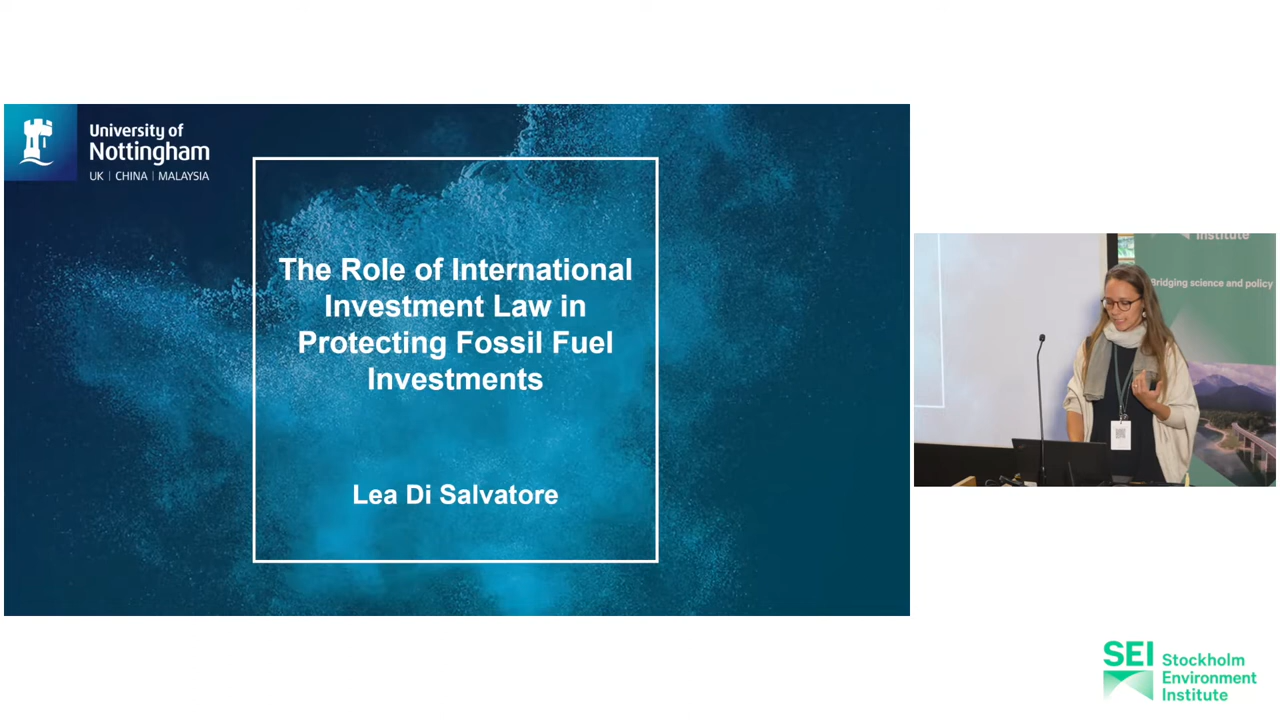 University of
Nottingham
UK | CHINA | MALAYSIA
The Role of International
Investment Law in
Protecting Fossil Fuel
Investments
Lea Di Salvatore
Institute
Bridging science and policy
SEI Stockholm
Environment
Institute